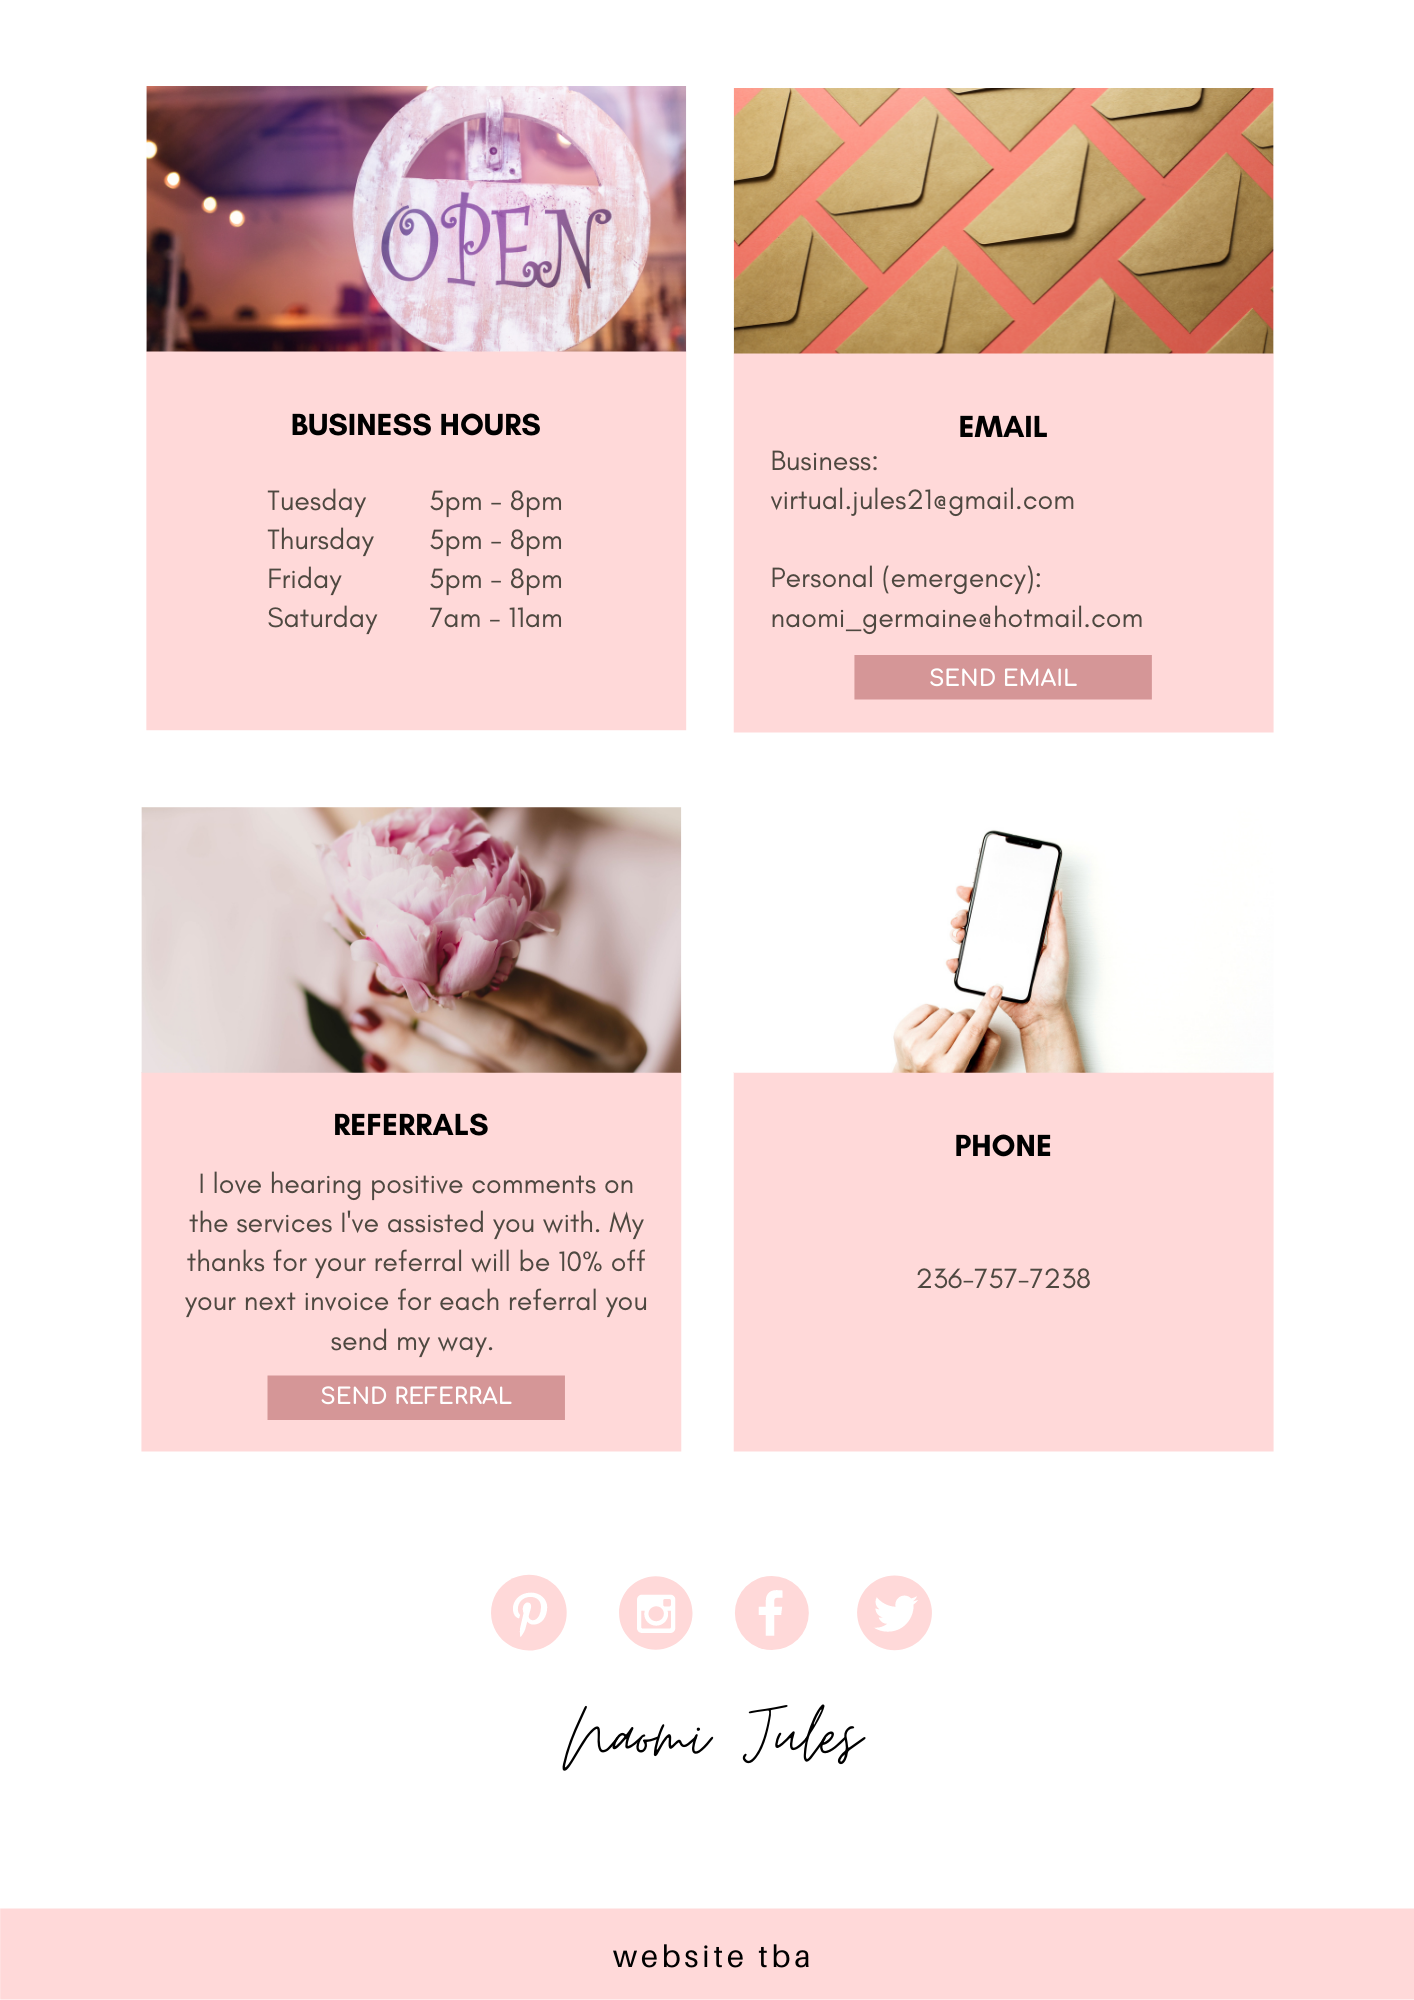 OPEN
BUSINESS HOURS
Tuesday 5pm - 8pm
Thursday 5pm - 8pm
Friday 5pm - 8pm
Saturday 7am - 11am
EMAIL
Business:
virtual.jules21@gmail.com
Personal (emergency):
naomi_germaine@hotmail.com
SEND EMAIL
REFERRALS
I love hearing positive comments on
the services I've assisted you with. My
thanks for your referral will be 10% off
your next invoice for each referral you
send my way.
SEND REFERRAL
PHONE
236-757-7238
Naomi Jules
website tba